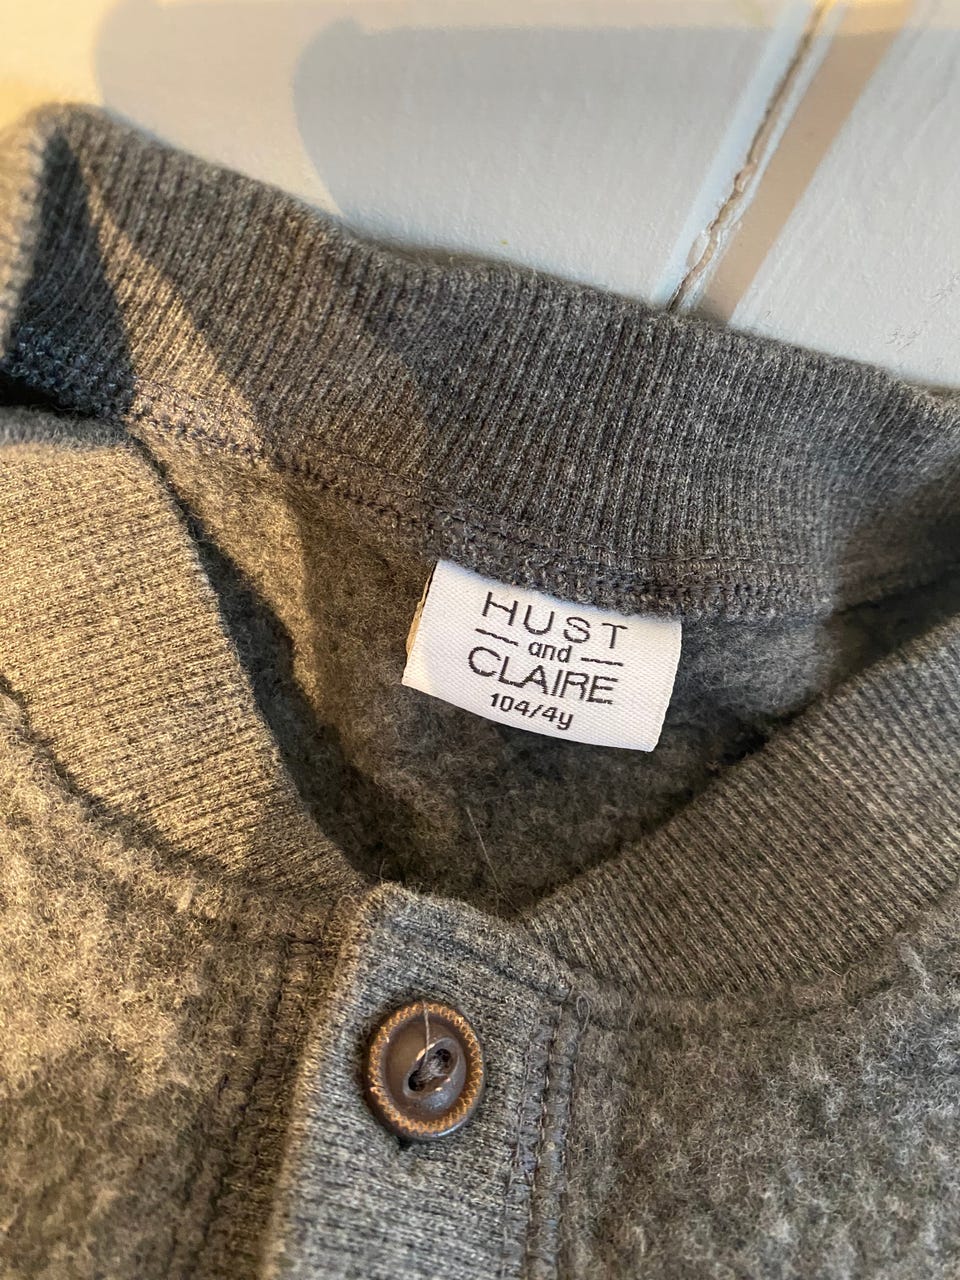 HUST
and
CLAIRE
104/4y